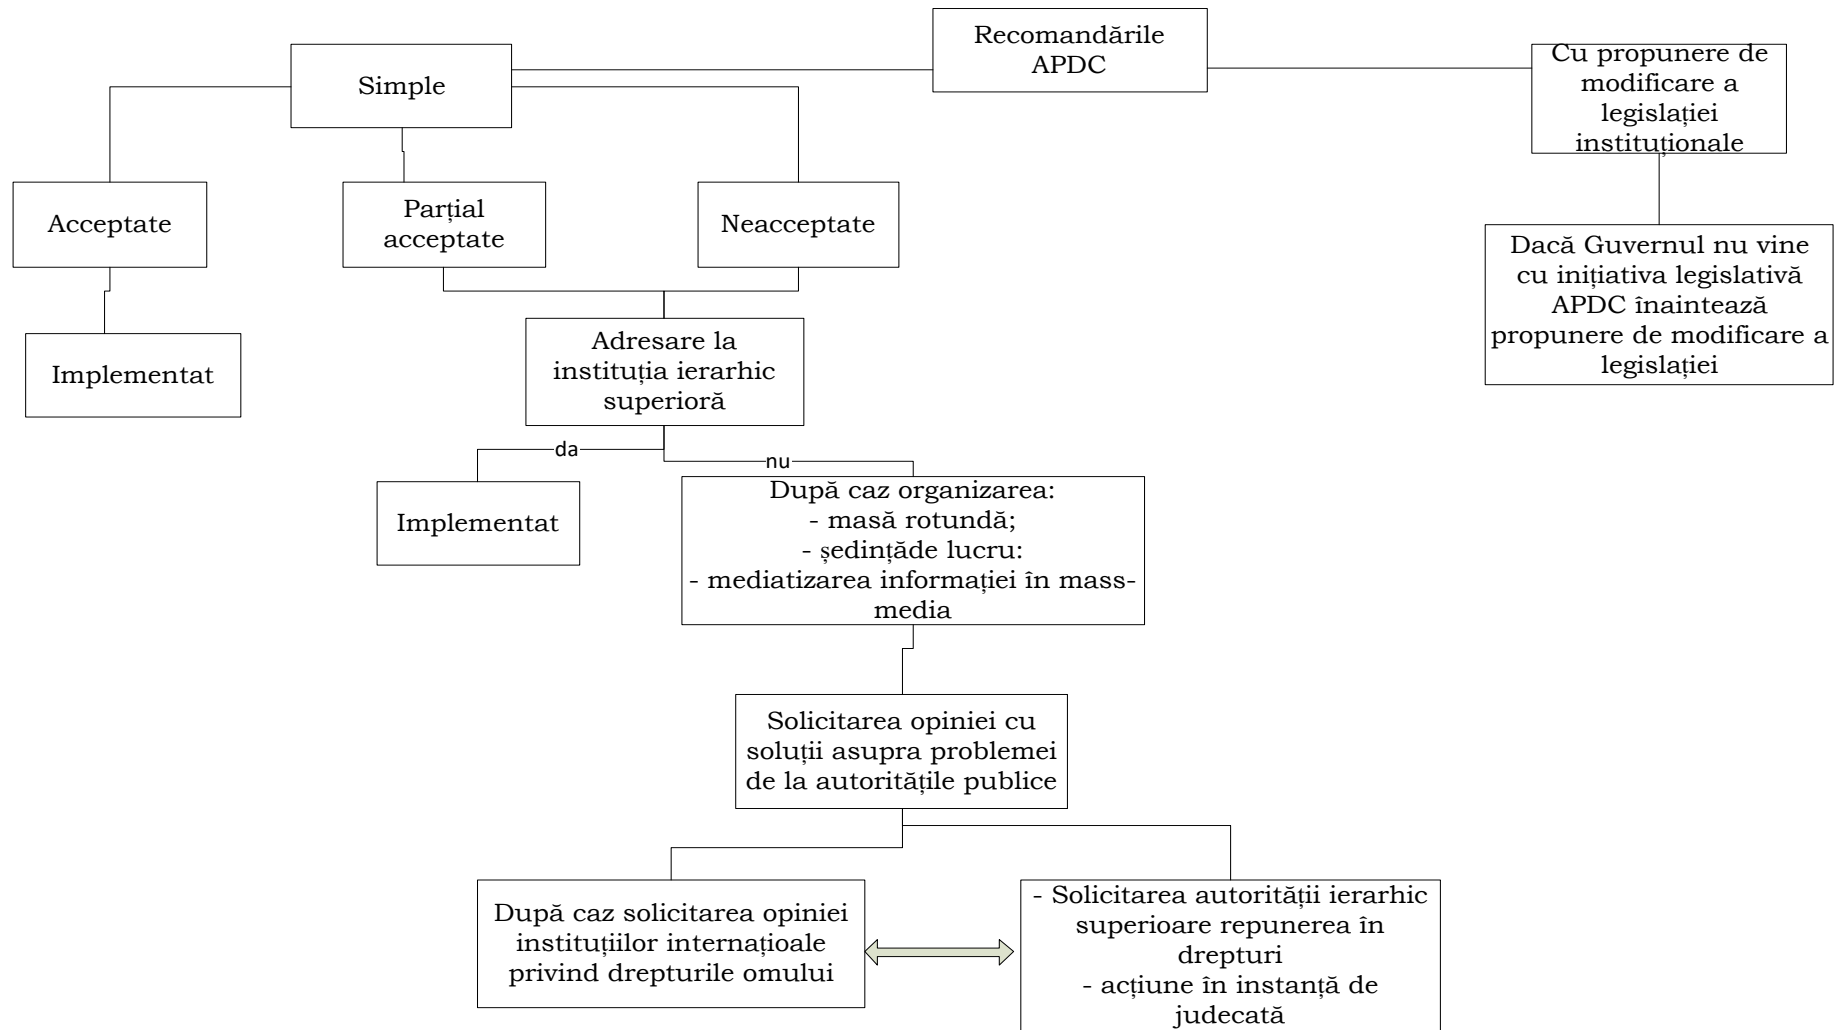 Recomandările
APDC
Simple
Cu propunere de
modificare a
legislației
instituționale
Acceptate
Parțial
acceptate
Neacceptate
Dacă Guvernul nu vine
cu inițiativa legislativă
APDC înaintează
propunere de modificare a
legislației
Implementat
Adresare la
instituția ierarhic
superioră
da
nu
Implementat
După caz organizarea:
- masă rotundă;
- ședințăde lucru:
- mediatizarea informației în mass-
media
Solicitarea opiniei cu
soluții asupra problemei
de la autoritățile publice
După caz solicitarea opiniei
instituțiilor internațioale
privind drepturile omului
- Solicitarea autorității ierarhic
superioare repunerea în
drepturi
- acțiune în instanță de
judecată